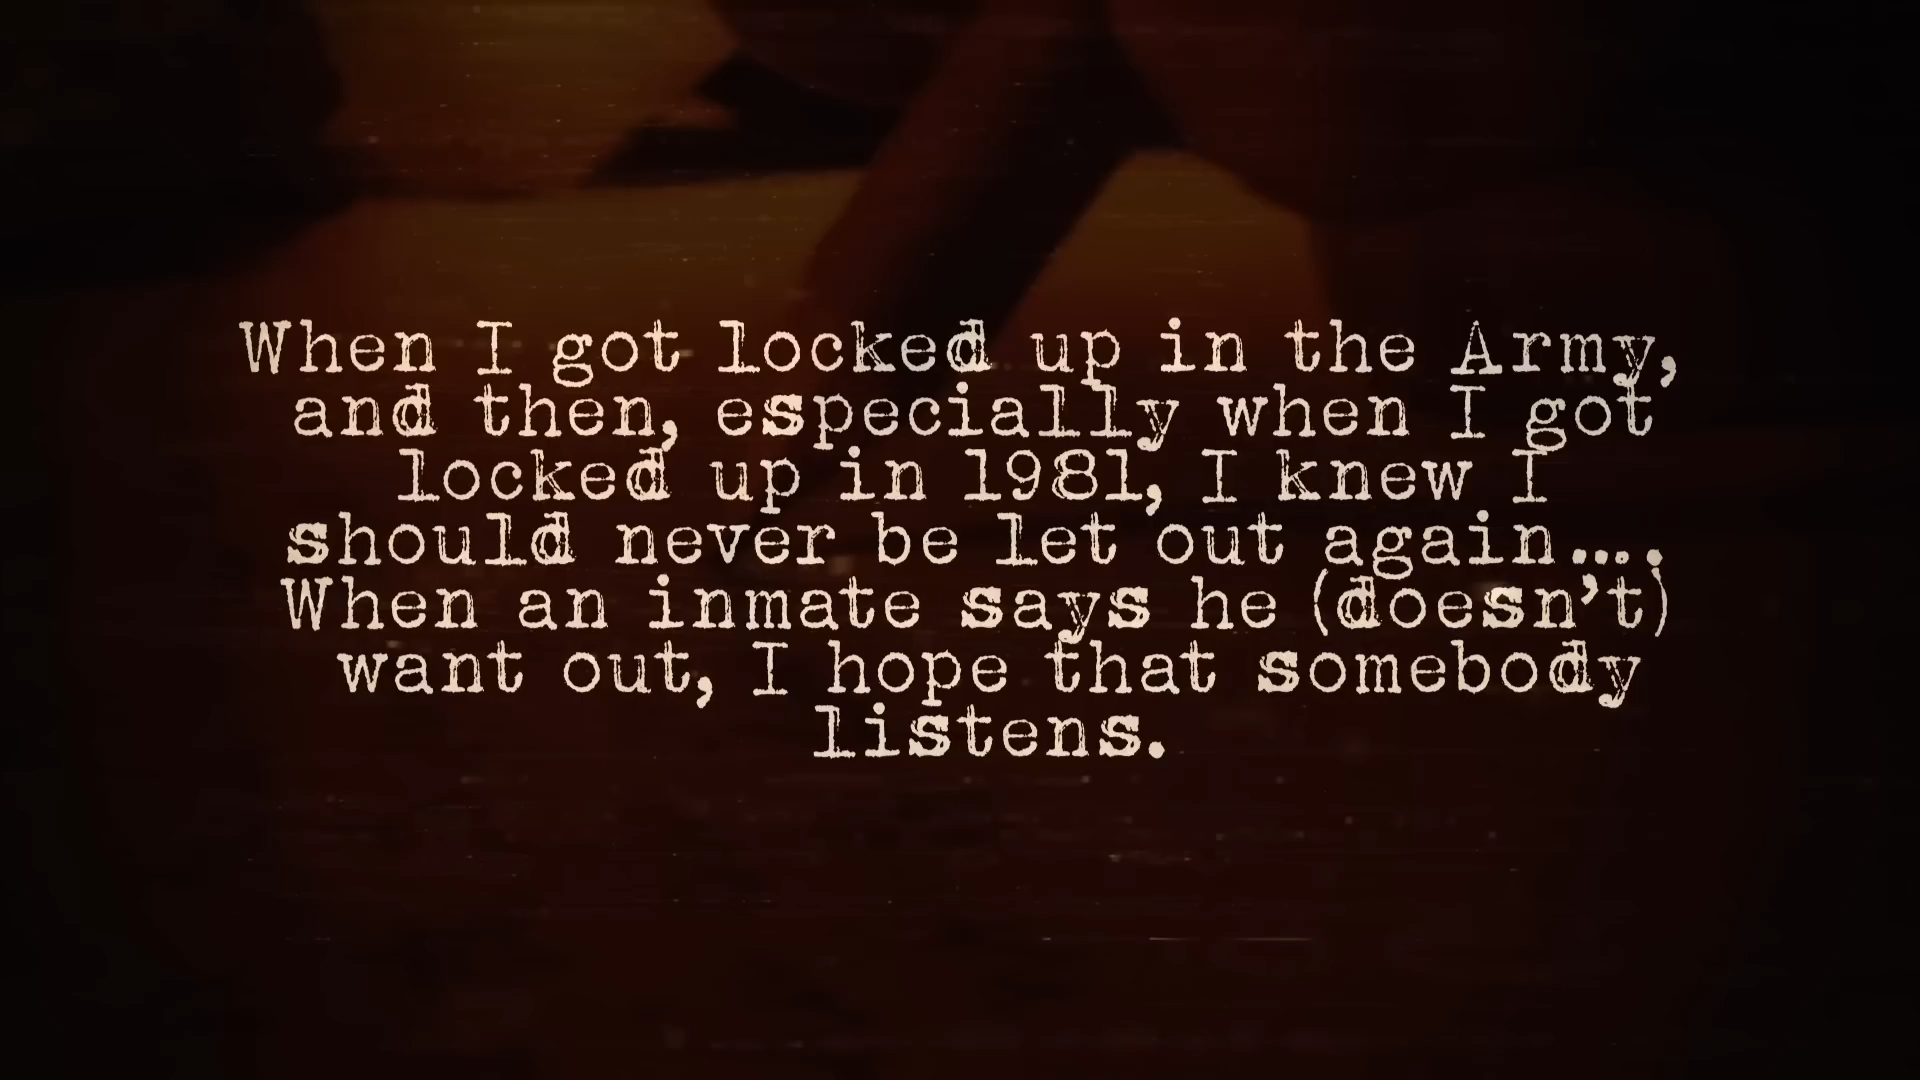 When I got locked up in the Army,
and then, especially when I got
locked up in 1981, I knew I
should never be let out again....
When an inmate says he (doesn't)
want out, I hope that somebody
listens.